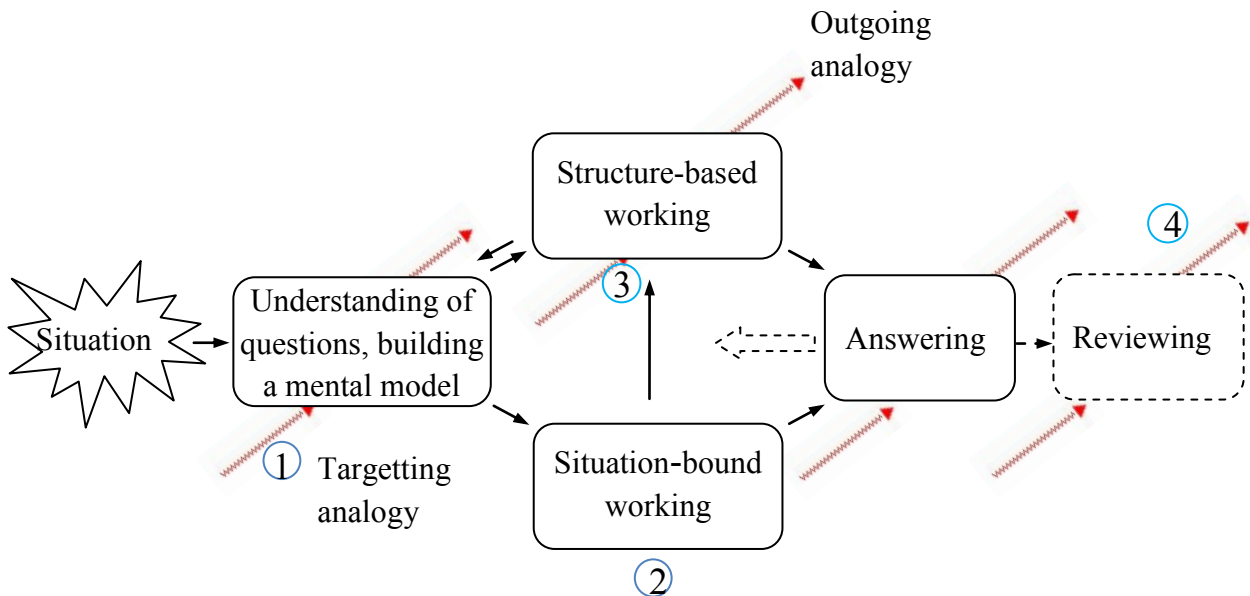 Outgoing
analogy
Structure-based
working
4
3
Situation
Understanding of
questions, building
a mental model
Answering
Reviewing
1
Targetting
analogy
Situation-bound
working
2